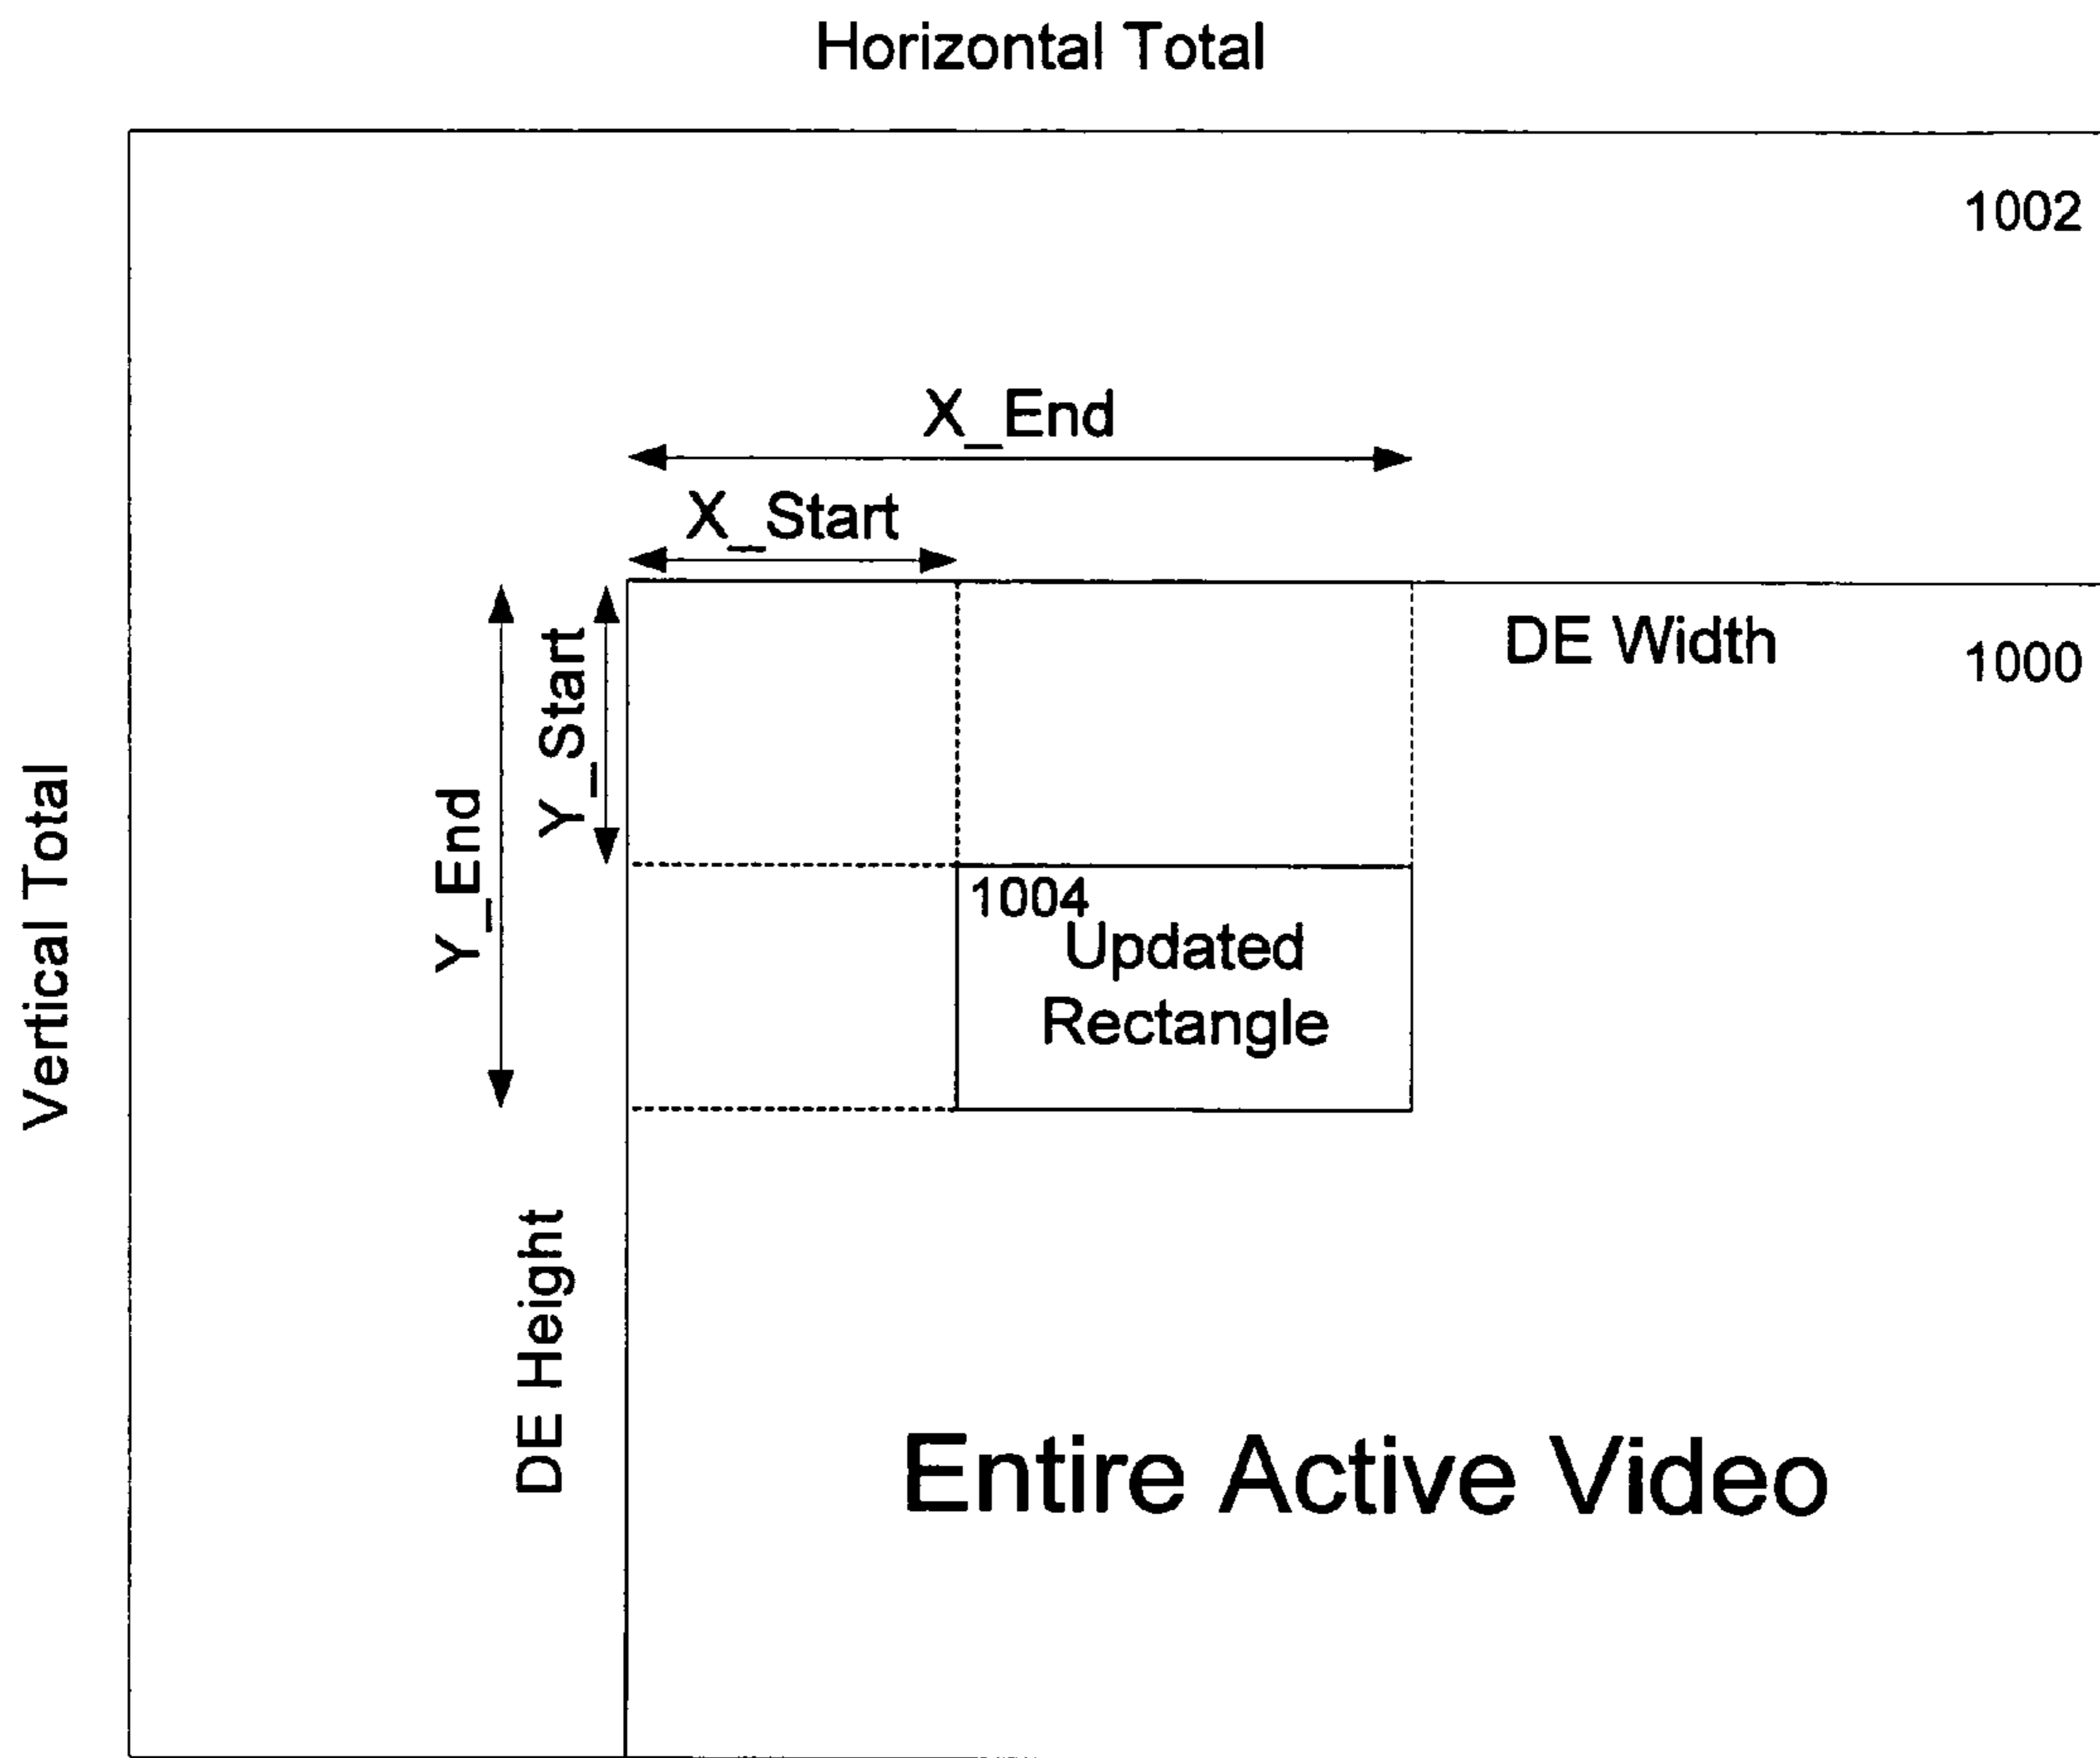 Horizontal Total
1002
X_End
X_Start
DE Width
1000
Y_Start
Y_End
Vertical Total
1004
Updated
Rectangle
DE Height
Entire Active Video